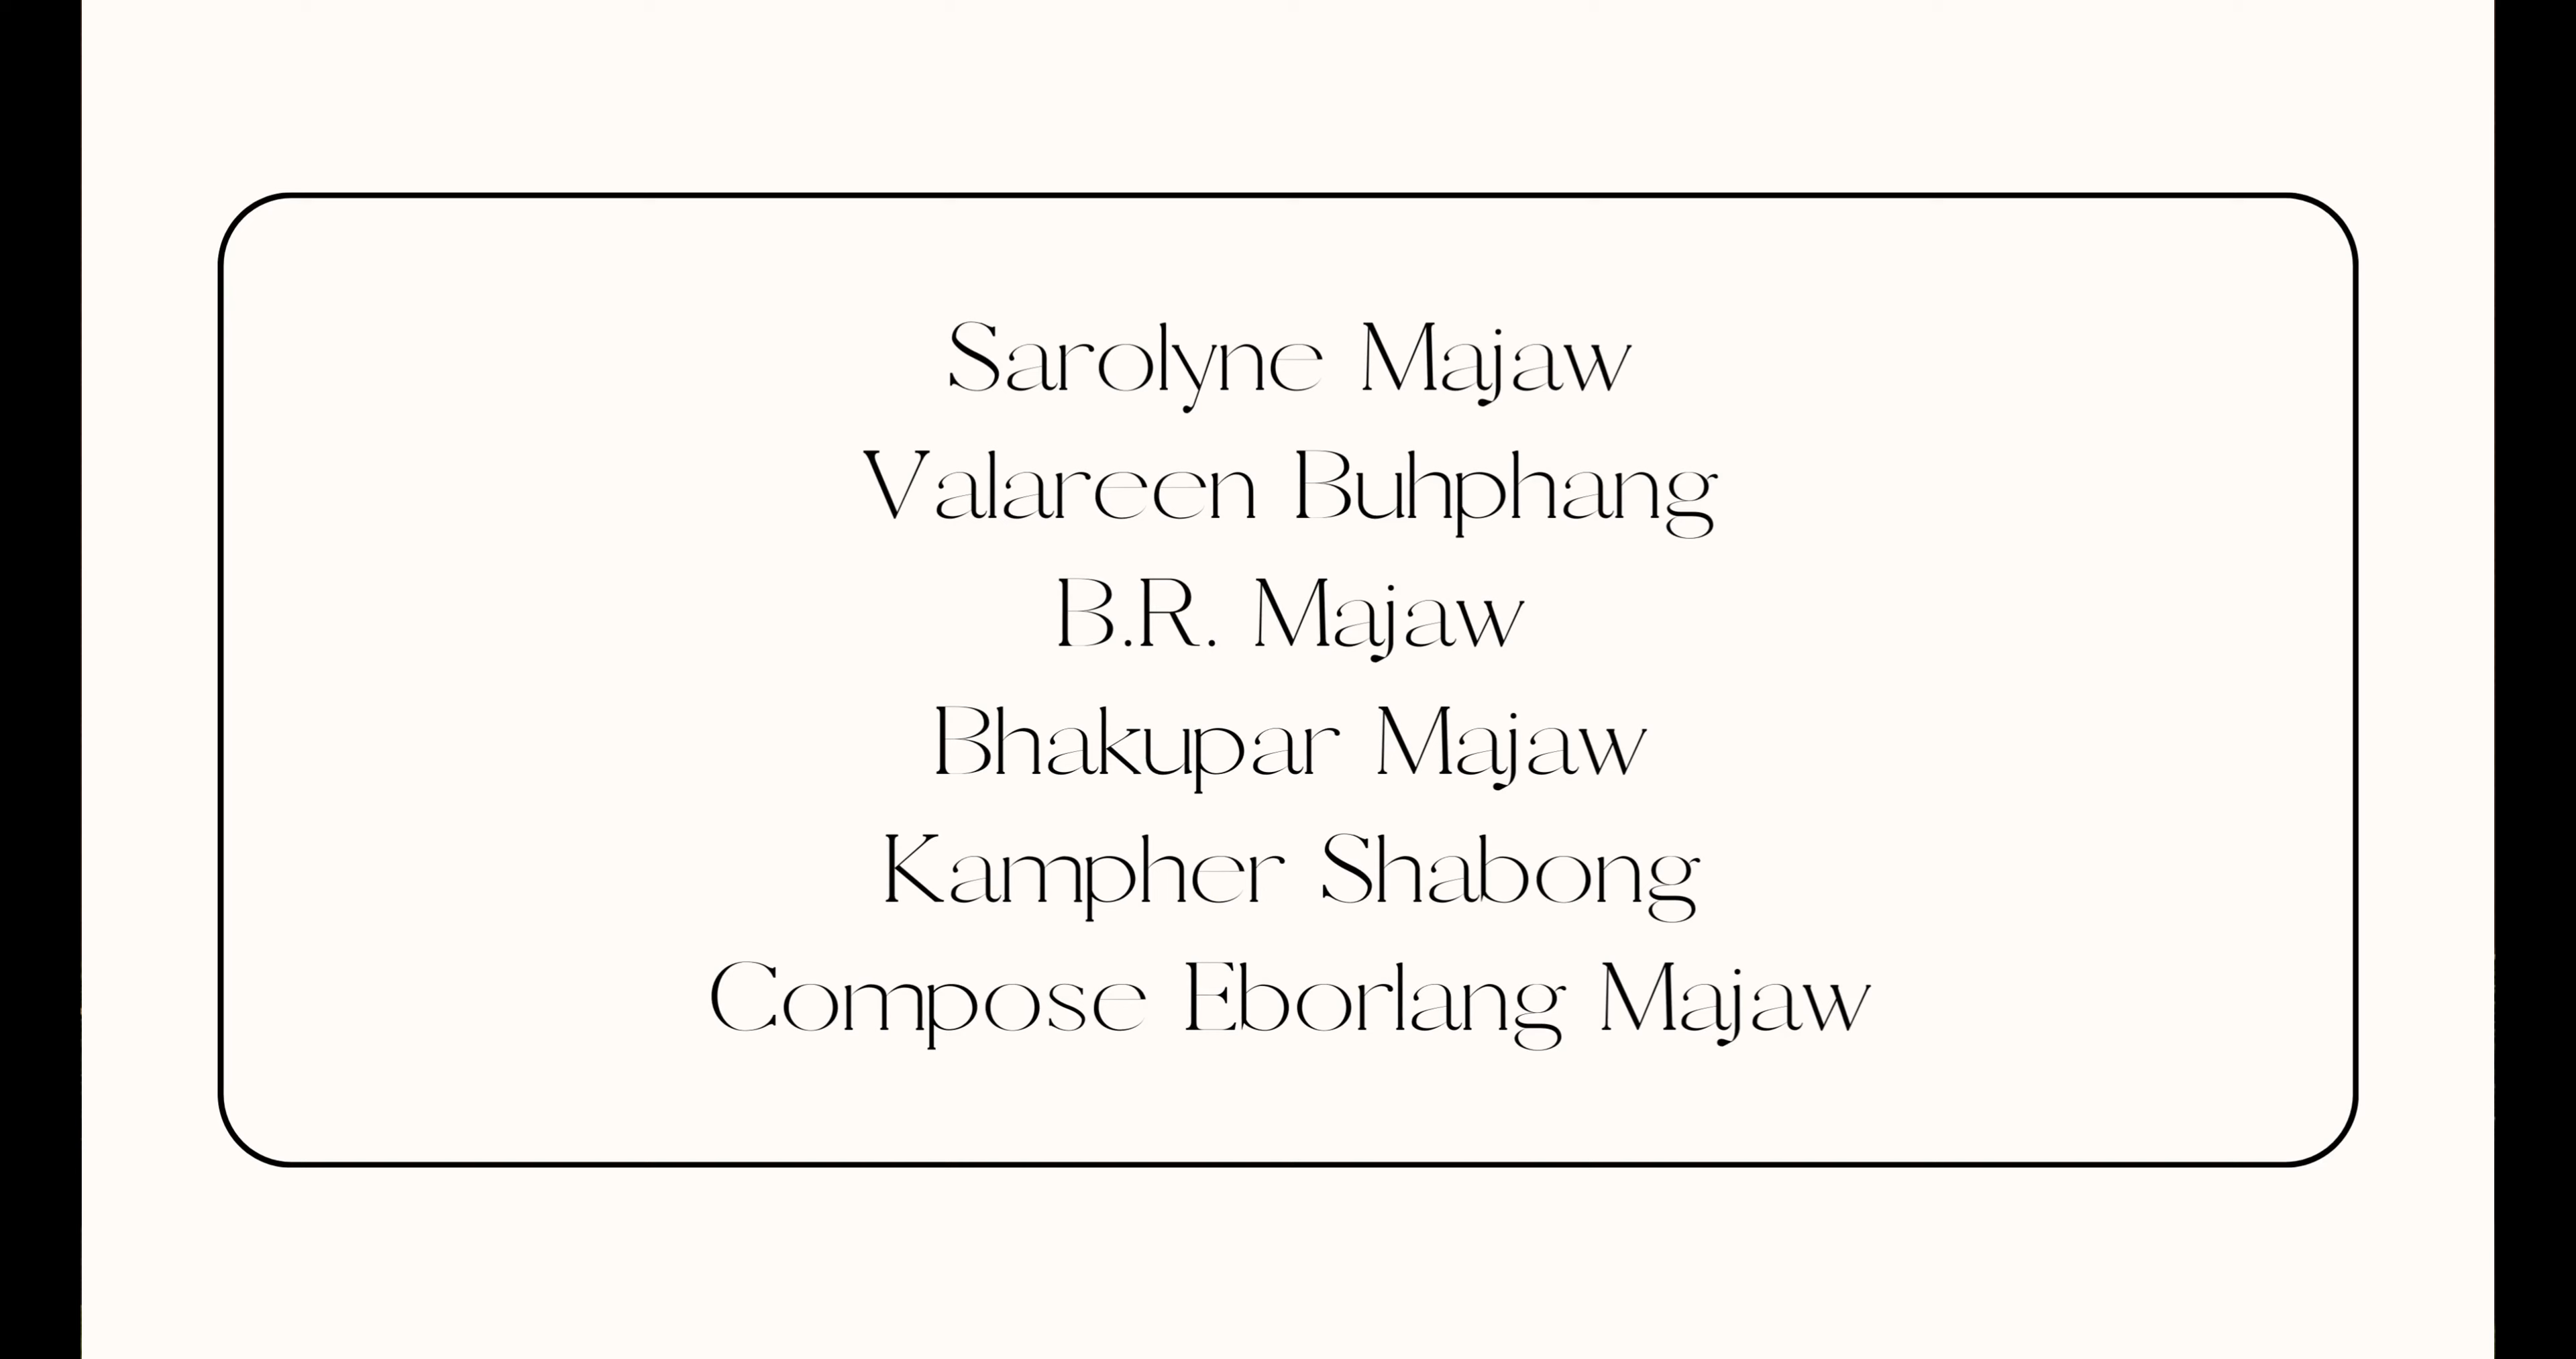 Sarolyne Majaw
Valareen Buhphang
B.R. Majaw
Bhakupar Majaw
Kampher Shabong
Compose Eborlang Majaw